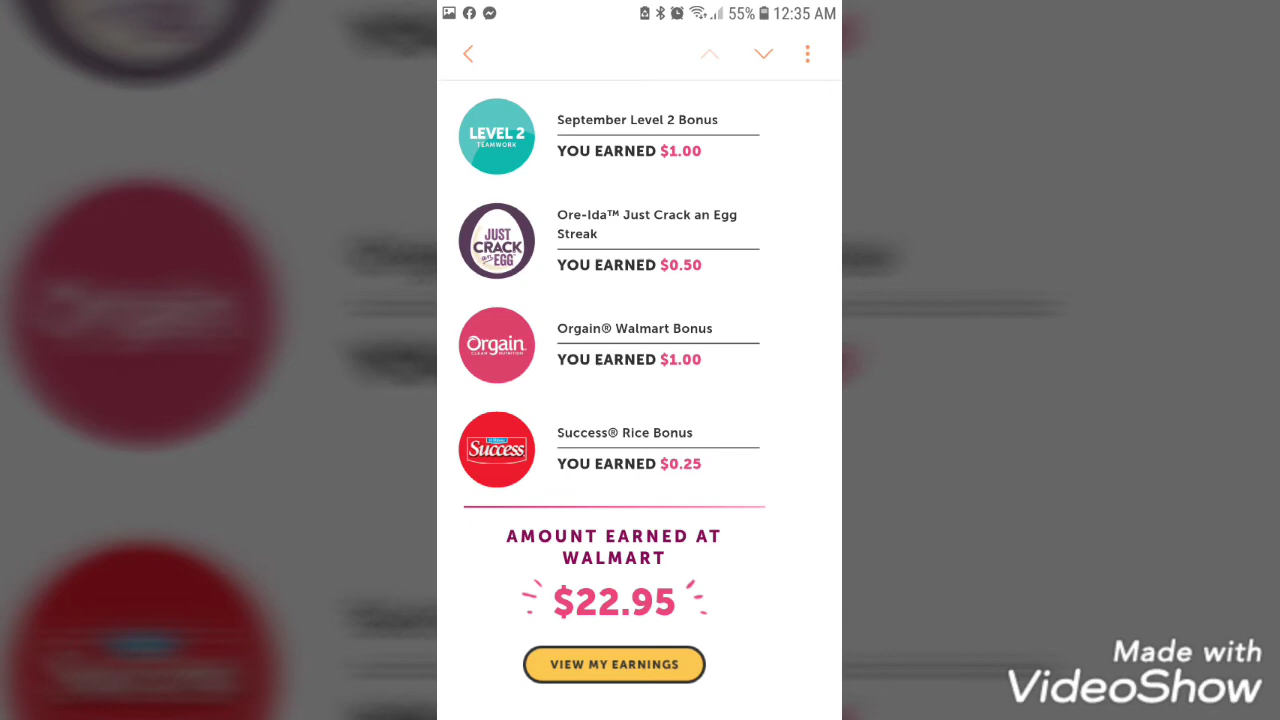 55% 12:35 AM
LEVEL 2
TEAMWORK
September Level 2 Bonus
YOU EARNED $1.00
JUST
CRACK
an EGG
Ore-Ida™ Just Crack an Egg
Streak
YOU EARNED $0.50
Orgain
CLEAN NUTRITION
Orgain® Walmart Bonus
YOU EARNED $1.00
Success
Success® Rice Bonus
YOU EARNED $0.25
AMOUNT EARNED AT
WALMART
$22.95
VIEW MY EARNINGS
Made with
VideoShow